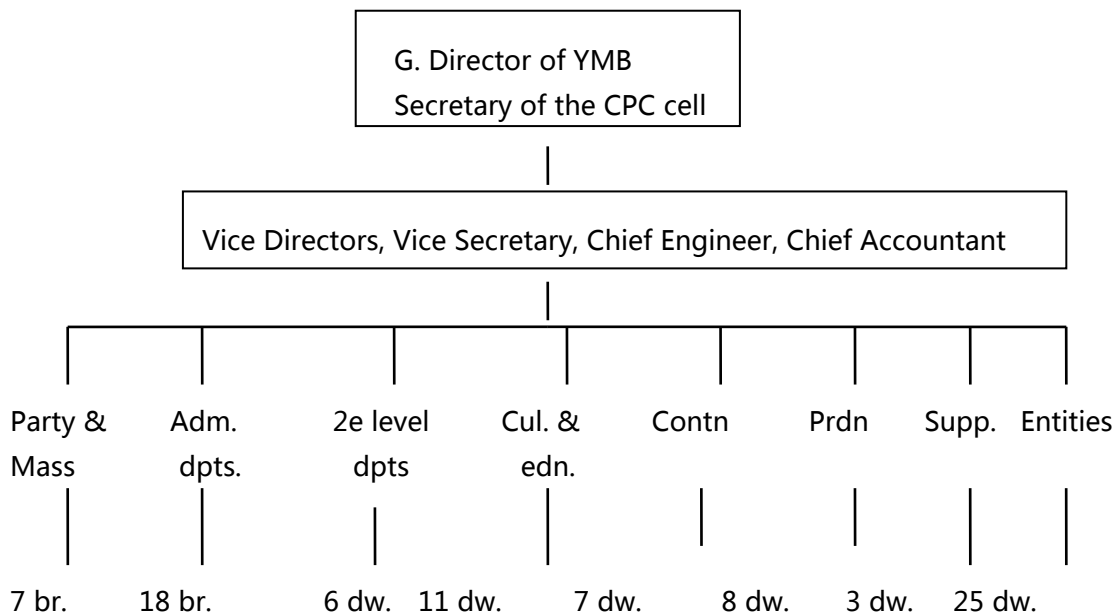 G. Director of YMB
Secretary of the CPC cell
Vice Directors, Vice Secretary, Chief Engineer, Chief Accountant
Party & Adm. 2e level Cul. & Contn Prdn Supp. Entities
Mass dpts. dpts edn.
7 br. 18 br. 6 dw. 11 dw. 7 dw. 8 dw. 3 dw. 25 dw.